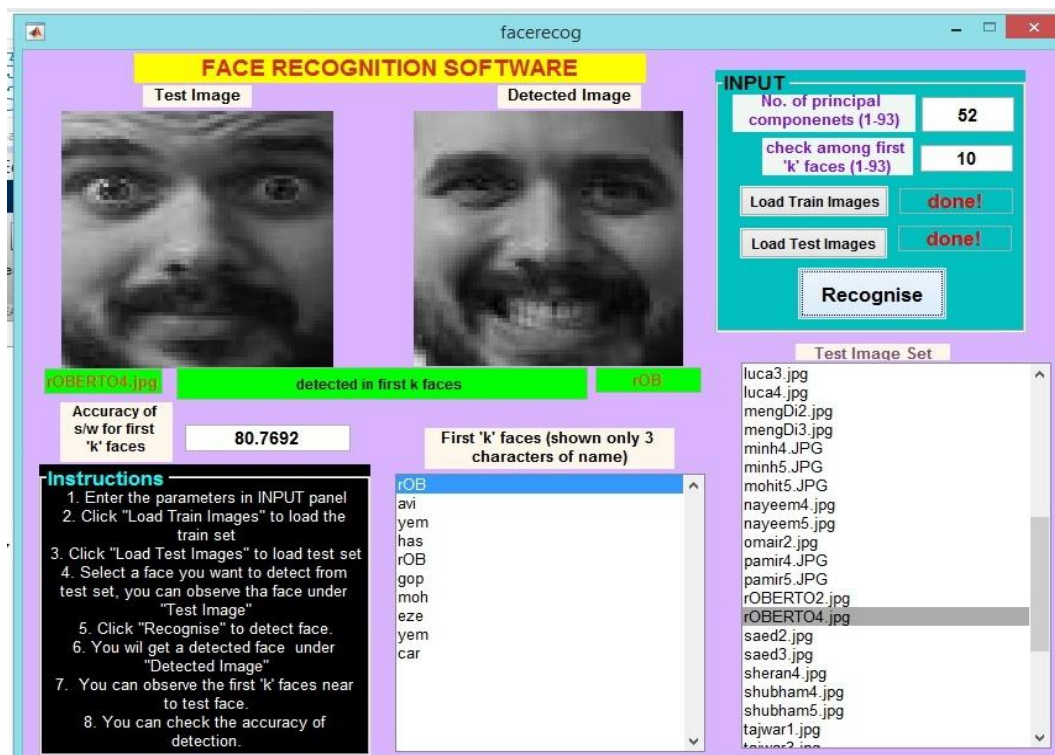 facerecog
FACE RECOGNITION SOFTWARE
Test Image
Detected Image
rOBERTO4.jpg
detected in first k faces
rOB
Accuracy of
s/w for first
'k' faces
80.7692
First 'k' faces (shown only 3
characters of name)
rOB
avi
yem
has
rOB
gop
moh
eze
yem
car
Instructions
1. Enter the parameters in INPUT panel
2. Click "Load Train Images" to load the
train set
3. Click "Load Test Images" to load test set
4. Select a face you want to detect from
test set, you can observe tha face under
"Test Image"
5. Click "Recognise" to detect face.
6. You wil get a detected face under
"Detected Image"
7. You can observe the first 'k' faces near
to test face.
8. You can check the accuracy of
detection.
INPUT
No. of principal
componenets (1-93)
52
check among first
'k' faces (1-93)
10
Load Train Images
done!
Load Test Images
done!
Recognise
Test Image Set
luca3.jpg
luca4.jpg
mengDi2.jpg
mengDi3.jpg
minh4.JPG
minh5.JPG
mohit5.JPG
nayeem4.jpg
nayeem5.jpg
omair2.jpg
pamir4.JPG
pamir5.JPG
rOBERTO2.jpg
rOBERTO4.jpg
saed2.jpg
saed3.jpg
sheran4.jpg
shubham4.jpg
shubham5.jpg
tajwar1.jpg